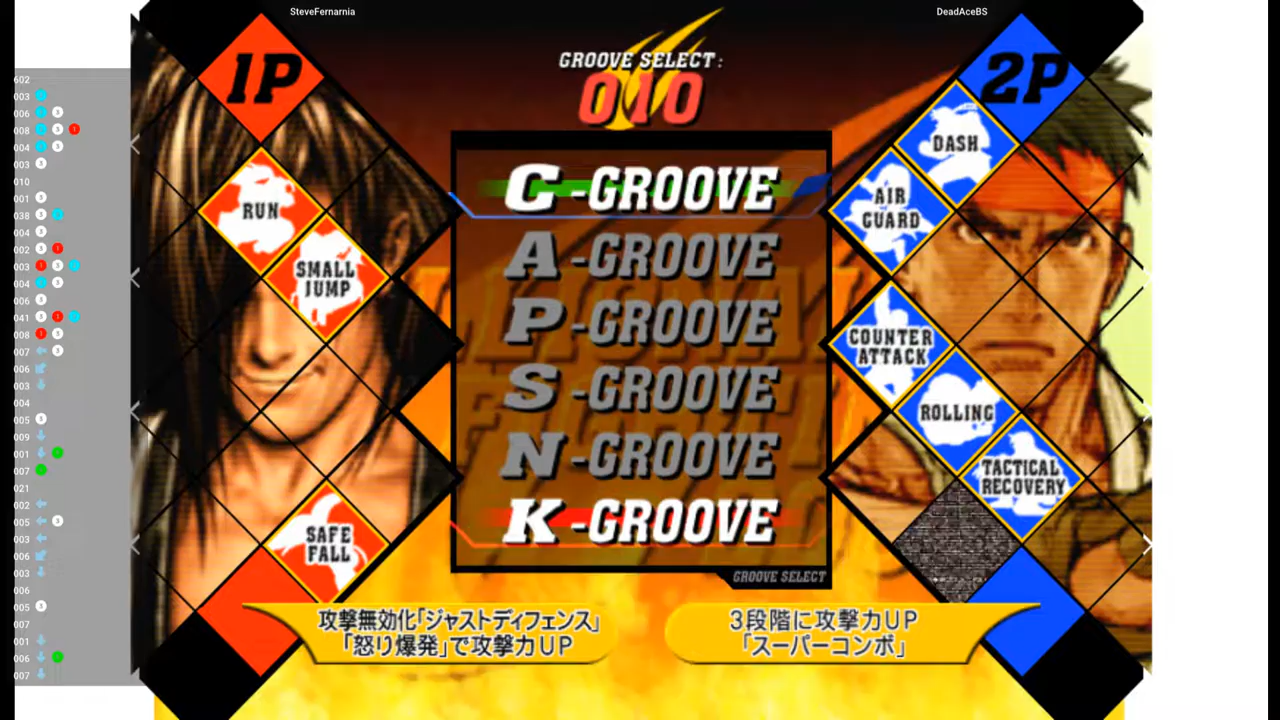 SteveFernarnia
DeadAceBS
1P
GROOVE SELECT:
010
2P
DASH
AIR
GUARD
RUN
SMALL
JUMP
C-GROOVE
A-GROOVE
P-GROOVE
S-GROOVE
N-GROOVE
K-GROOVE
COUNTER
ATTACK
ROLLING
TACTICAL
RECOVERY
SAFE
FALL
GROOVE SELECT
攻撃無効化「ジャストディフェンス」
「怒り爆発」で攻撃力UP
3段階に攻撃力UP
「スーパーコンボ」
602
003
006
008
004
003
010
001
038
004
002
003
004
006
041
008
007
006
003
004
005
009
001
007
021
002
005
003
006
003
006
005
007
001
006
007